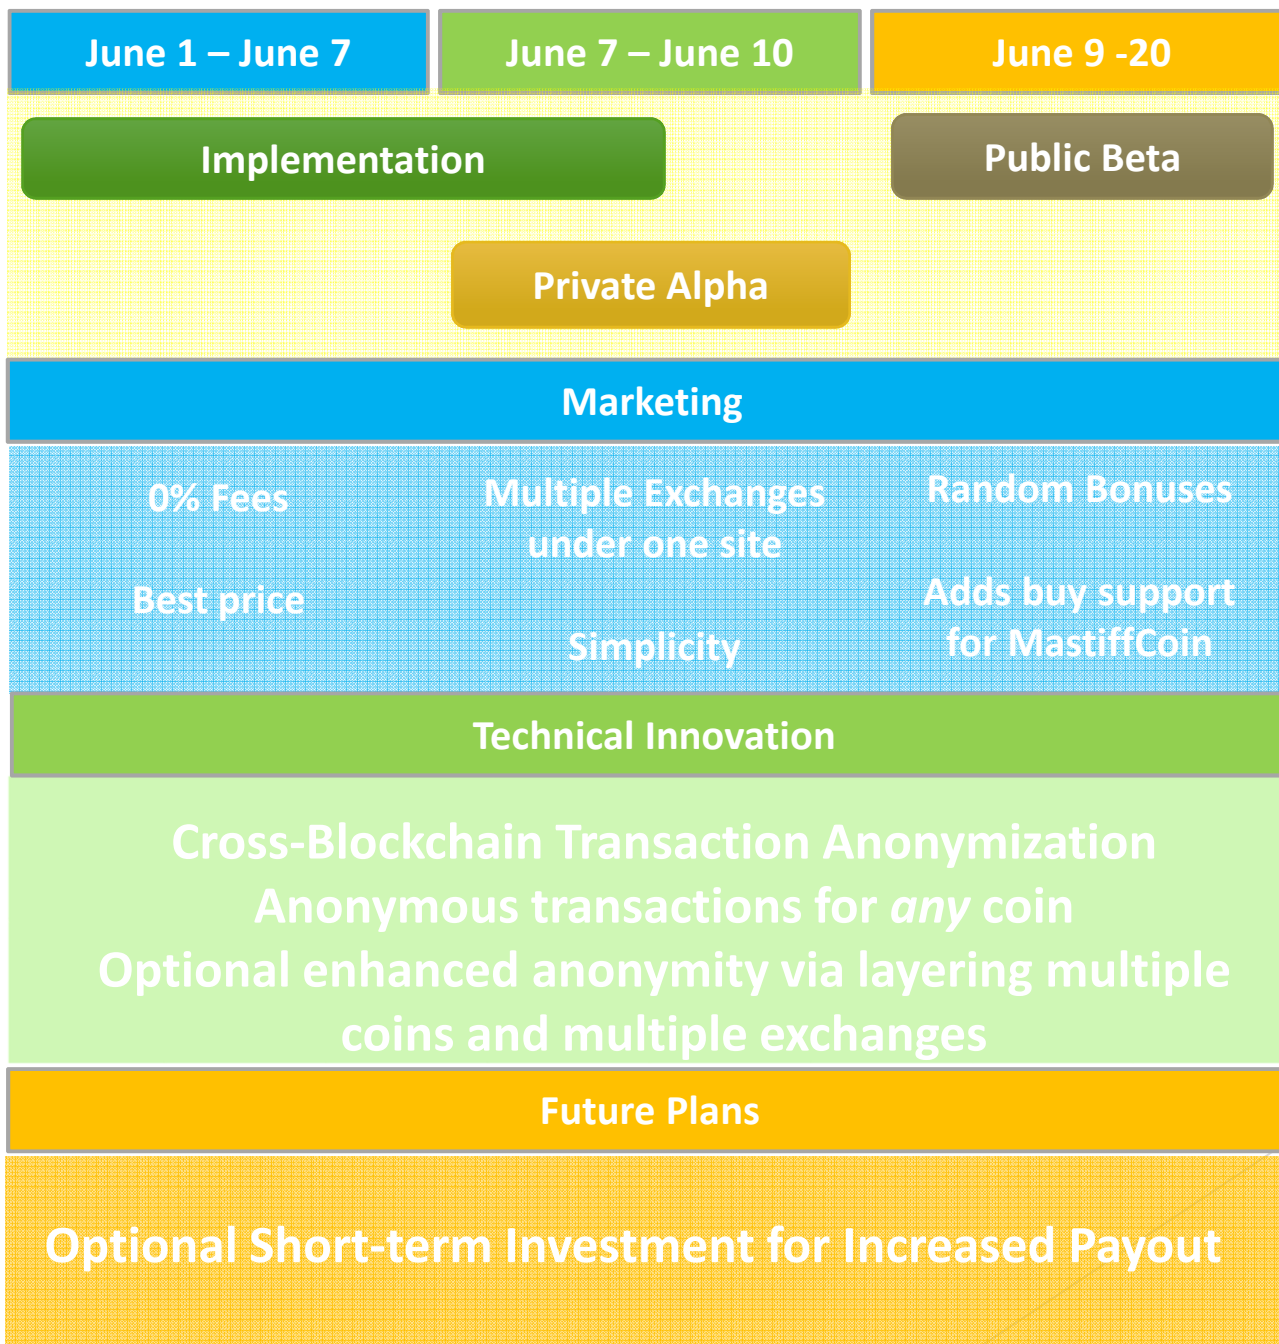 June 1 – June 7
June 7 – June 10
June 9 -20
Implementation
Public Beta
Private Alpha
Marketing
0% Fees
Best price
Multiple Exchanges
under one site
Simplicity
Random Bonuses
Adds buy support
for MastiffCoin
Technical Innovation
Cross-Blockchain Transaction Anonymization
Anonymous transactions for any coin
Optional enhanced anonymity via layering multiple
coins and multiple exchanges
Future Plans
Optional Short-term Investment for Increased Payout